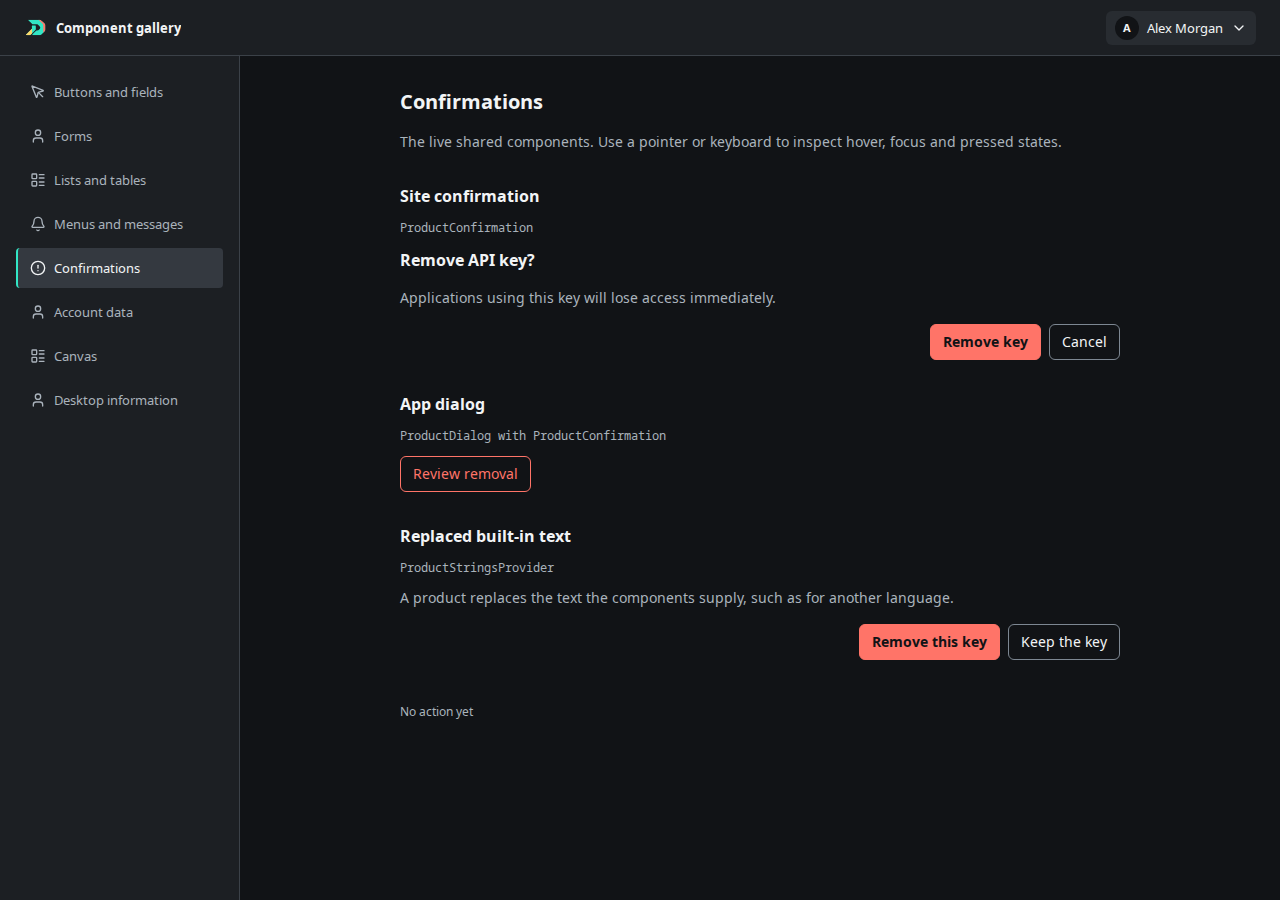 Component gallery
A
Alex Morgan
Buttons and fields
Forms
Lists and tables
Menus and messages
Confirmations
Account data
Canvas
Desktop information
Confirmations
The live shared components. Use a pointer or keyboard to inspect hover, focus and pressed states.
Site confirmation
ProductConfirmation
Remove API key?
Applications using this key will lose access immediately.
Remove key
Cancel
App dialog
ProductDialog with ProductConfirmation
Review removal
Replaced built-in text
ProductStringsProvider
A product replaces the text the components supply, such as for another language.
Remove this key
Keep the key
No action yet